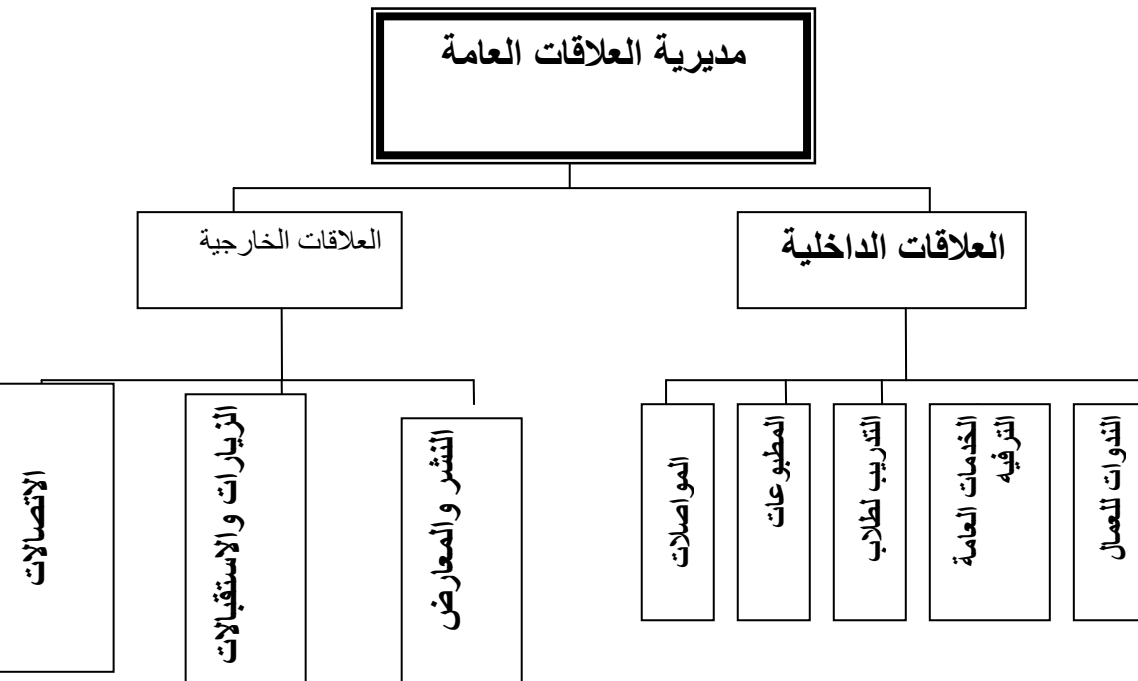 مديرية العلاقات العامة
العلاقات الداخلية
العلاقات الخارجية
الندوات للعمال
الخدمات العامة
الترفيه
التدريب لطلاب
المطبوعات
المواصلات
النشر والمعارض
الزيارات والاستقبالات
الاتصالات